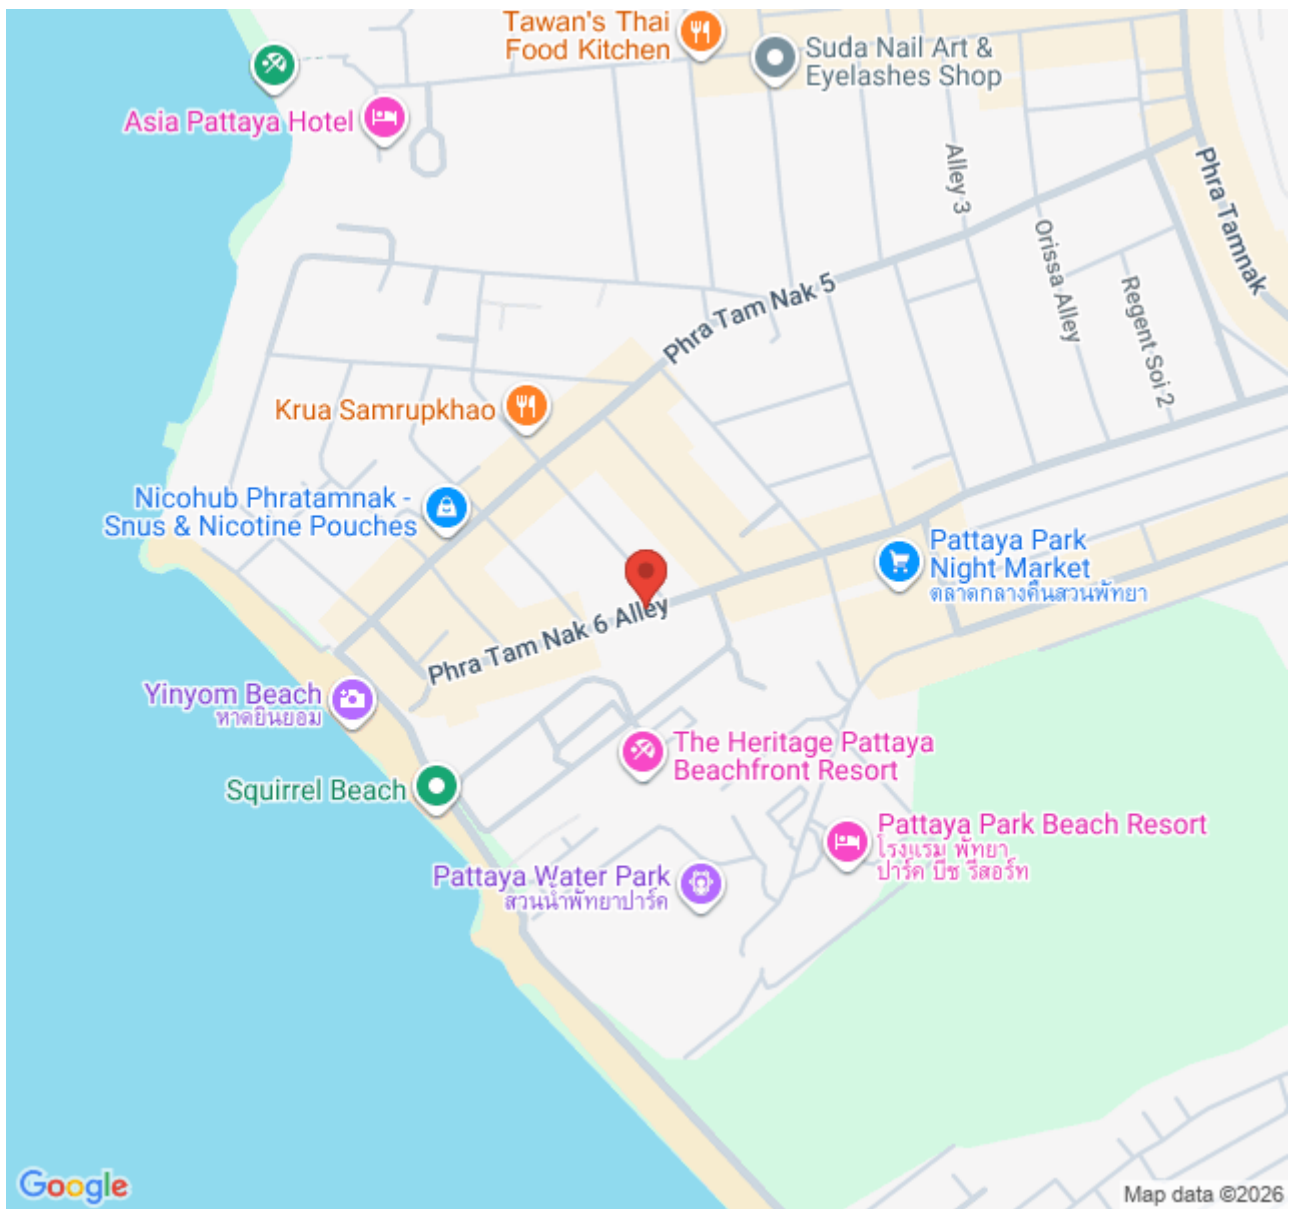 Tawan's Thai
Food Kitchen
Suda Nail Art &
Eyelashes Shop
Asia Pattaya Hotel
Alley 3
Phra Tamnak
Orissa Alley
Regent Soi 2
Phra Tam Nak 5
Krua Samrupkhao
Nicohub Phratamnak -
Snus & Nicotine Pouches
Pattaya Park
Night Market
ตลาดกลางคืนสวนพัทยา
Phra Tam Nak 6 Alley
Yinyom Beach
หาดยินยอม
The Heritage Pattaya
Beachfront Resort
Squirrel Beach
Pattaya Park Beach Resort
โรงแรม พัทยา
ปาร์ค บีช รีสอร์ท
Pattaya Water Park
สวนน้ำพัทยาปาร์ค
Google
Map data ©2026